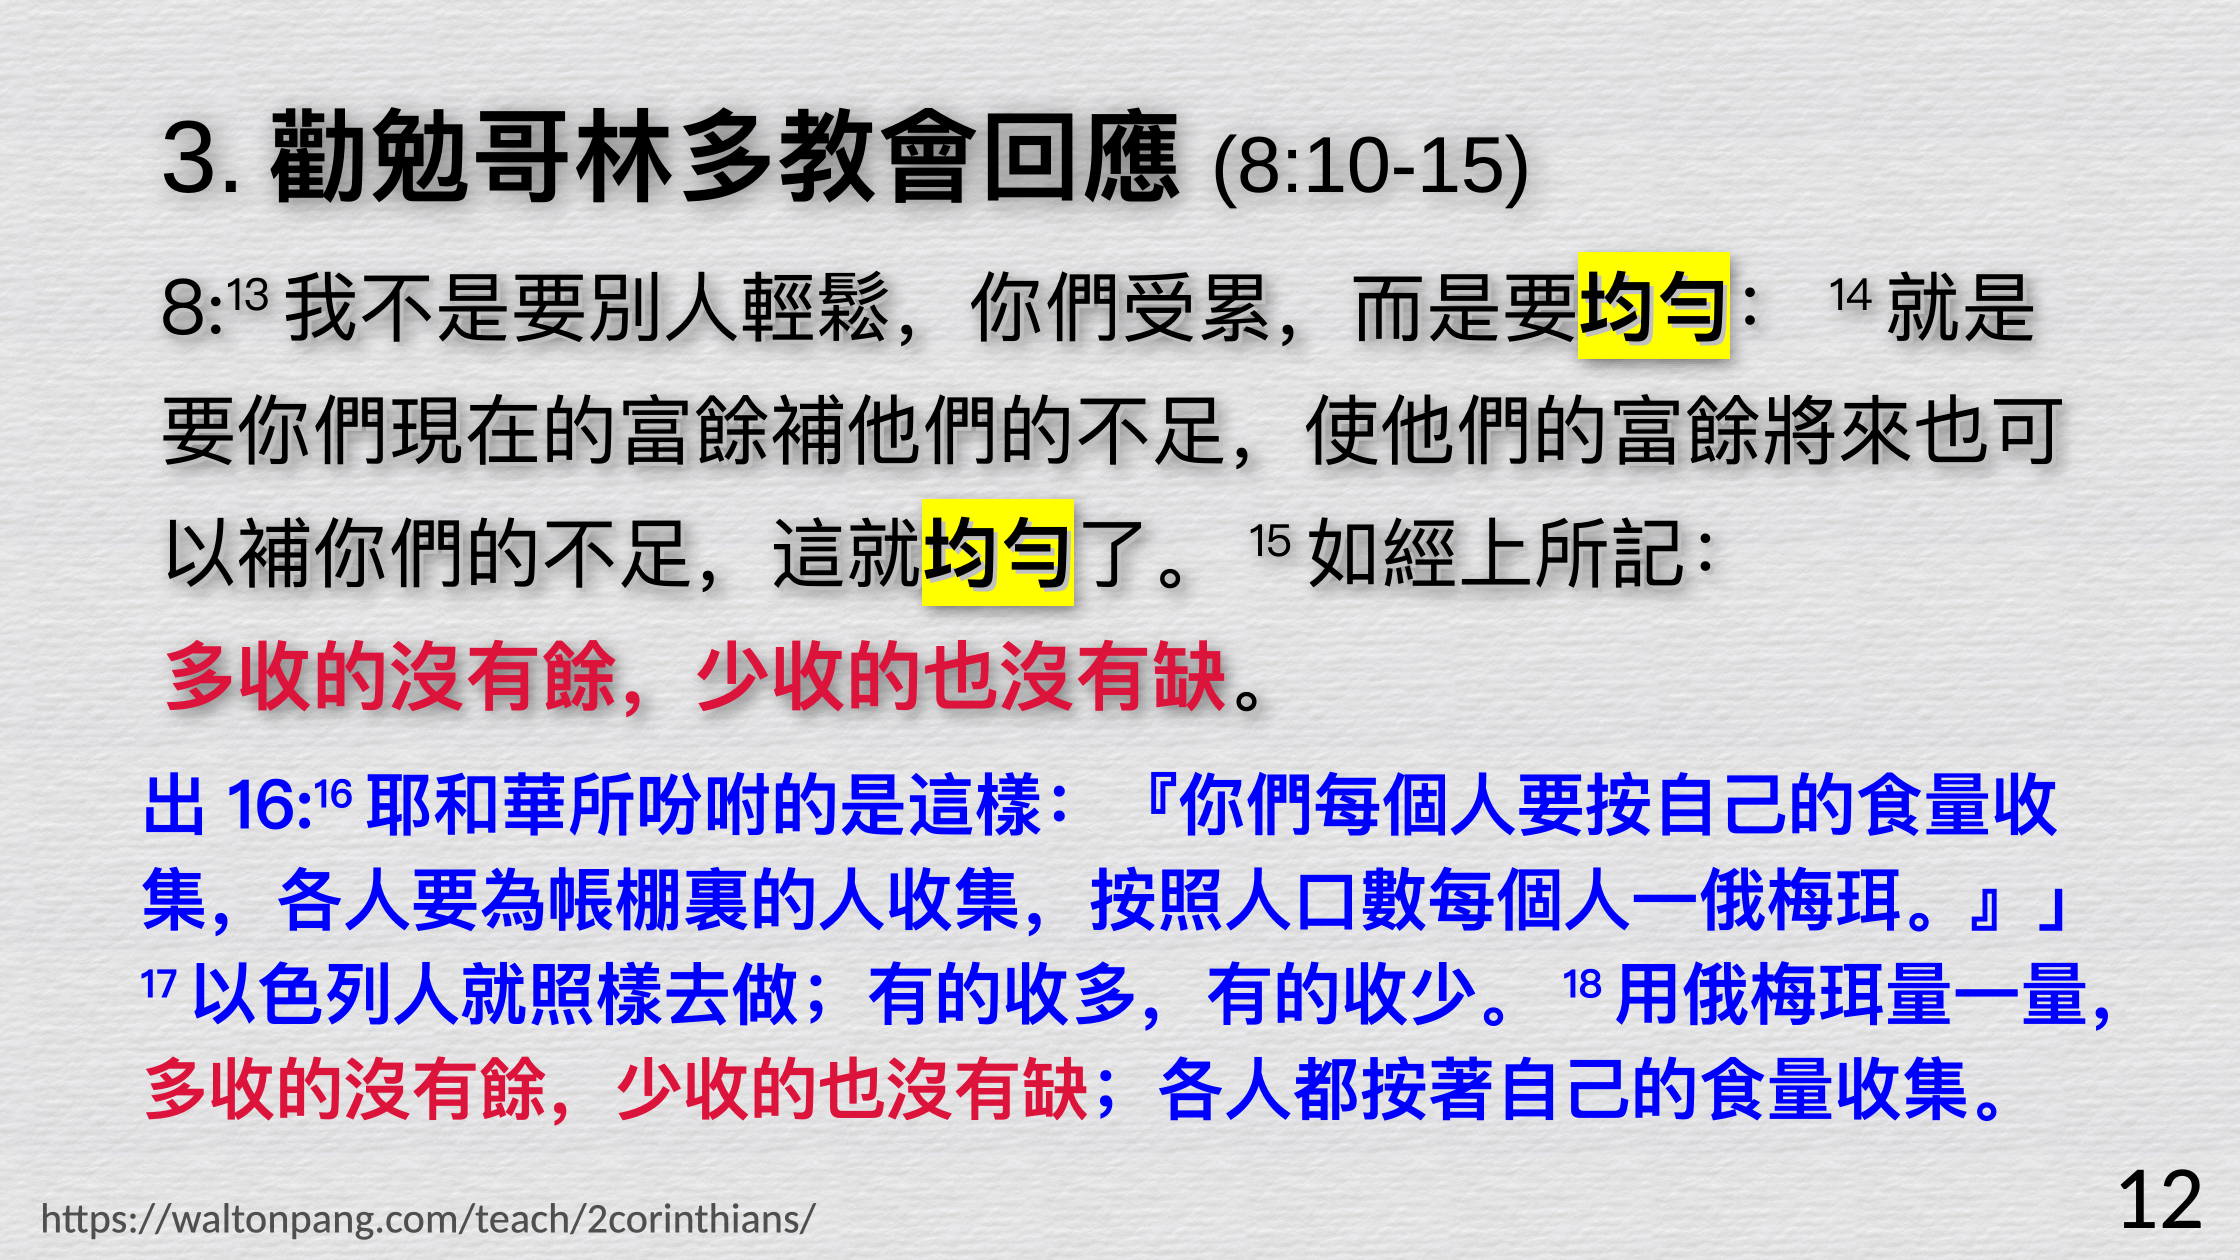 3. 勸勉哥林多教會回應 (8:10-15)
8:13 我不是要別人輕鬆，你們受累，而是要均勻： 14 就是
要你們現在的富餘補他們的不足，使他們的富餘將來也可
以補你們的不足，這就均勻了。 15 如經上所記：
多收的沒有餘，少收的也沒有缺。
出 16:16 耶和華所吩咐的是這樣：『你們每個人要按自己的食量收
集，各人要為帳棚裏的人收集，按照人口數每個人一俄梅珥。』」
17 以色列人就照樣去做；有的收多，有的收少。 18 用俄梅珥量一量，
多收的沒有餘，少收的也沒有缺；各人都按著自己的食量收集。
https://waltonpang.com/teach/2corinthians/
12